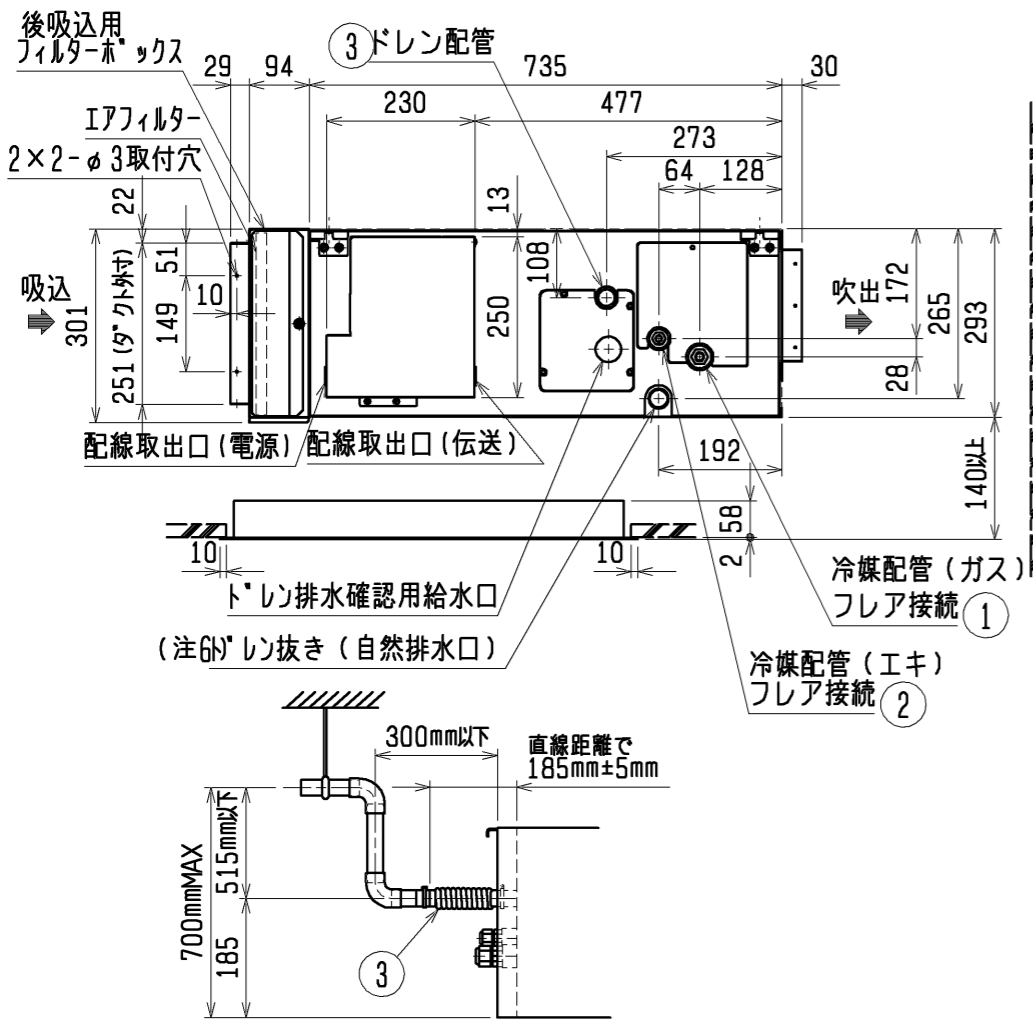 後吸込用
フィルターボックス
③ドレン配管
29
94
735
30
230
477
エアフィルター
273
2×2-φ3取付穴
64
128
22
13
51
108
吸込
吹出
172
10
301
251(ダクト外寸)
149
250
265
293
28
配線取出口(電源)
配線取出口(伝送)
192
140以上
58
10
10
2
冷媒配管(ガス)
フレア接続 ①
ドレン排水確認用給水口
(注6)ドレン抜き(自然排水口)
冷媒配管(エキ)
フレア接続 ②
300mm以下
直線距離で
185mm±5mm
700mmMAX
515mm以下
185
③